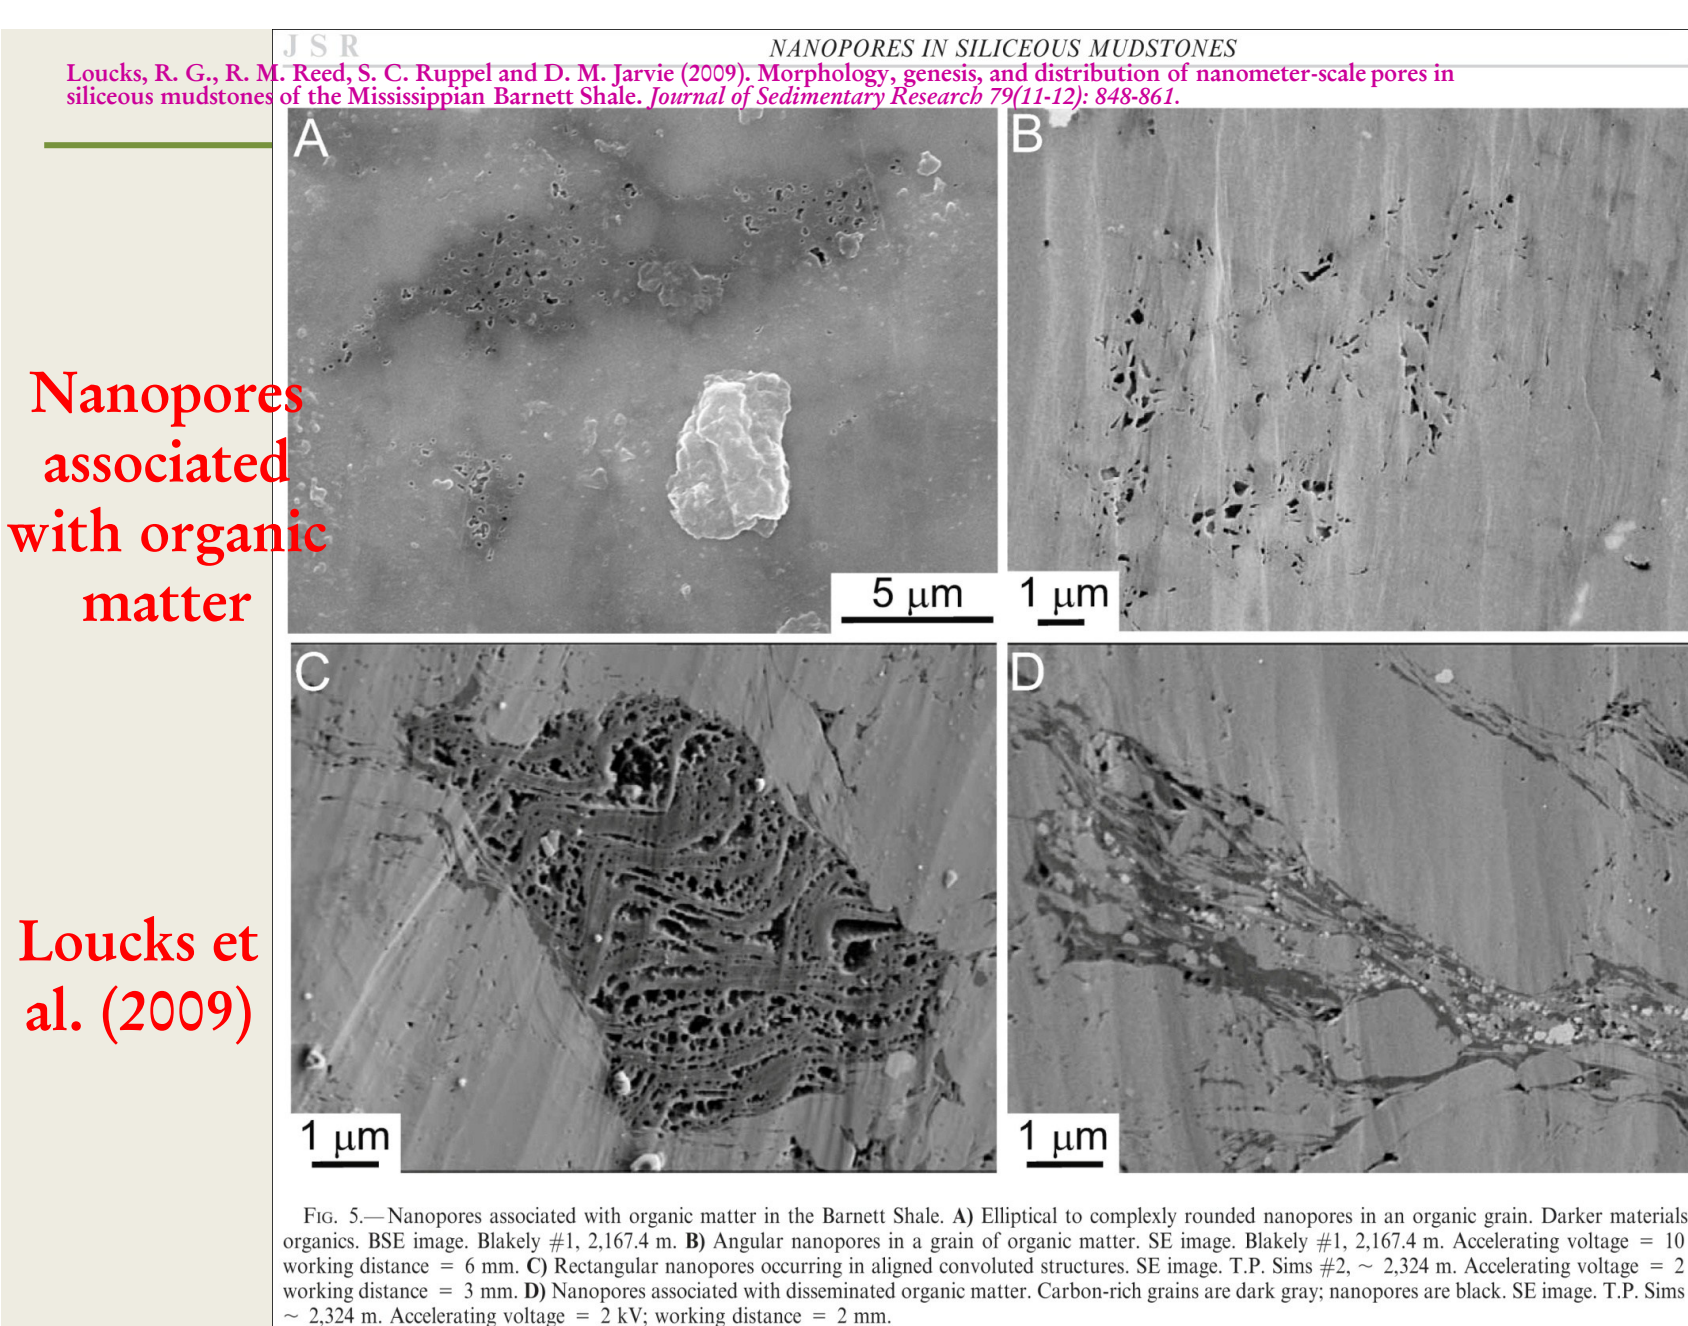 J S R
NANOPORES IN SILICEOUS MUDSTONES
Loucks, R. G., R. M. Reed, S. C. Ruppel and D. M. Jarvie (2009). Morphology, genesis, and distribution of nanometer-scale pores in
siliceous mudstones of the Mississippian Barnett Shale. Journal of Sedimentary Research 79(11-12): 848-861.
Nanopores
associated
with organic
matter
Loucks et
al. (2009)
A
5 μm
B
1 μm
C
1 μm
D
1 μm
FIG. 5.—Nanopores associated with organic matter in the Barnett Shale. A) Elliptical to complexly rounded nanopores in an organic grain. Darker materials
organics. BSE image. Blakely #1, 2,167.4 m. B) Angular nanopores in a grain of organic matter. SE image. Blakely #1, 2,167.4 m. Accelerating voltage = 10
working distance = 6 mm. C) Rectangular nanopores occurring in aligned convoluted structures. SE image. T.P. Sims #2, ~ 2,324 m. Accelerating voltage = 2
working distance = 3 mm. D) Nanopores associated with disseminated organic matter. Carbon-rich grains are dark gray; nanopores are black. SE image. T.P. Sims
~ 2,324 m. Accelerating voltage = 2 kV; working distance = 2 mm.